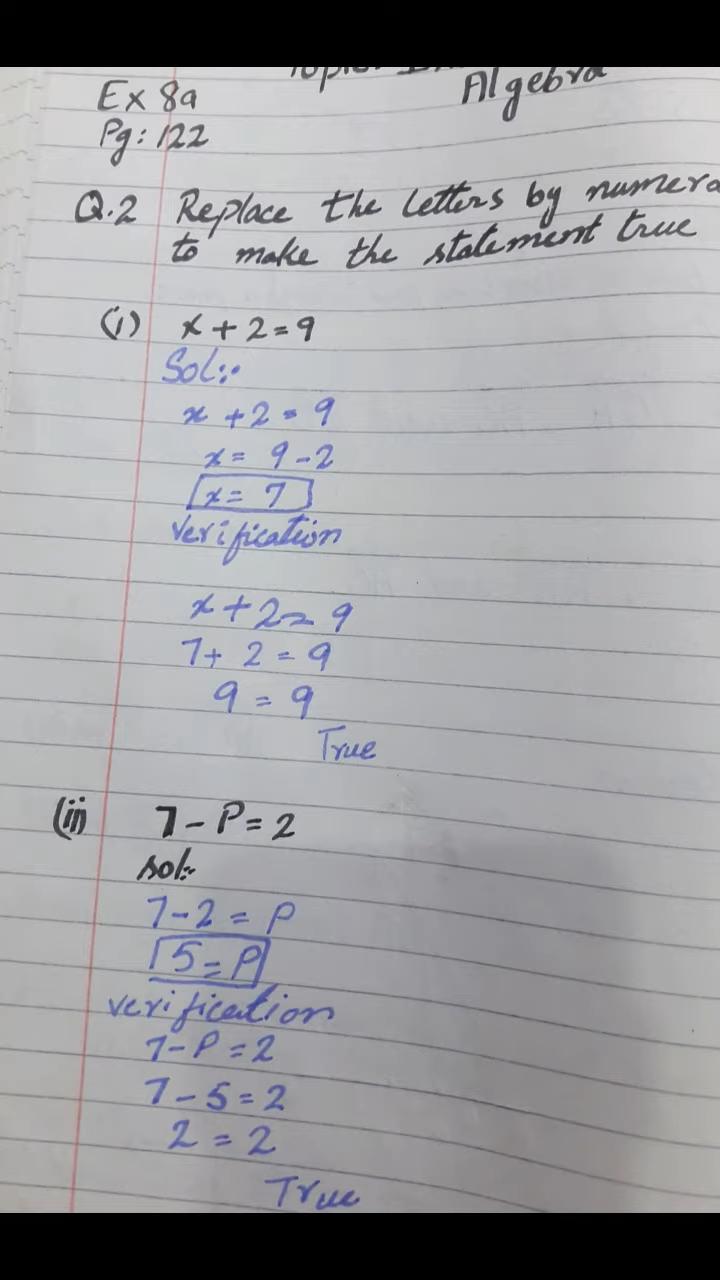 Algebra
Ex 8a
Pg: 122
Q.2 Replace the letters by numera
to make the statement true
(i) x + 2 = 9
Sol:-
x + 2 = 9
x = 9 - 2
x = 7
verification
x + 2 = 9
7 + 2 = 9
9 = 9
True
(ii) 7 - P = 2
sol:-
7 - 2 = P
5 = P
verification
7 - P = 2
7 - 5 = 2
2 = 2
True